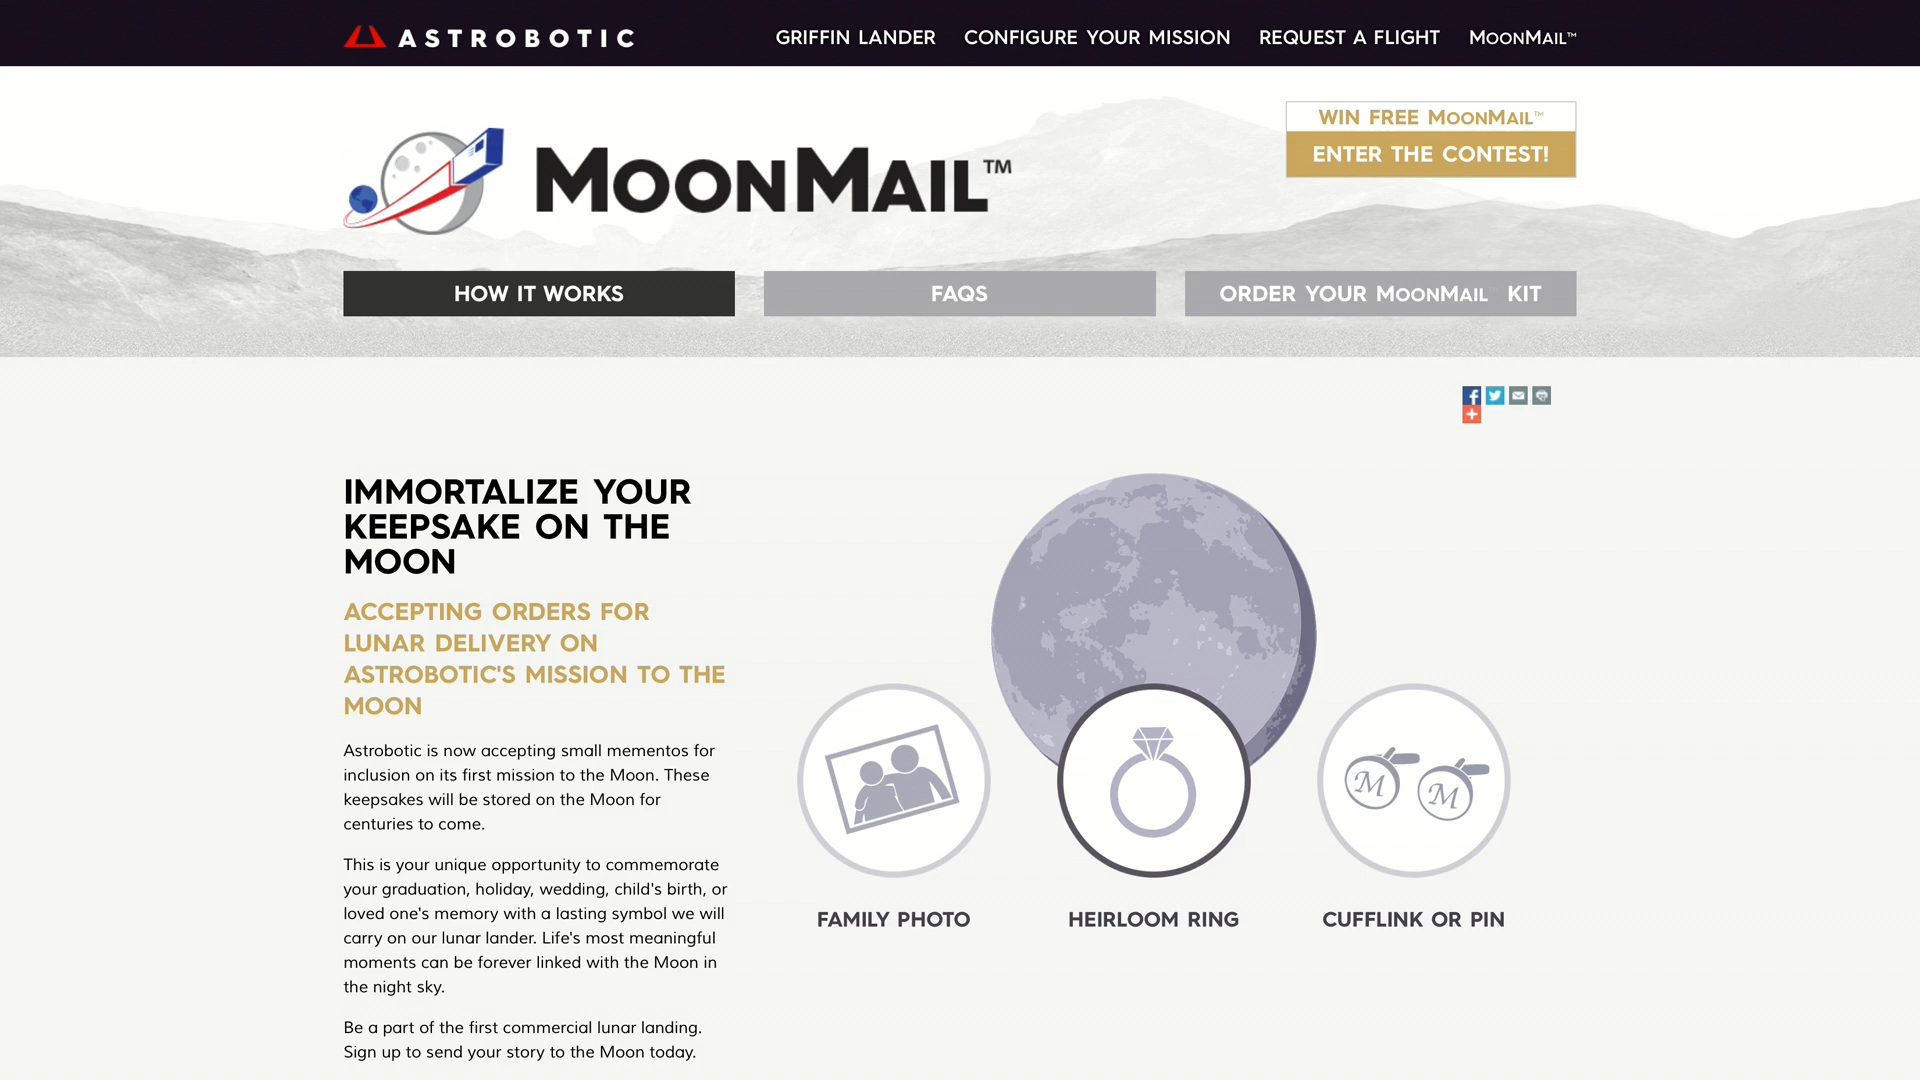 ASTROBOTIC
GRIFFIN LANDER
CONFIGURE YOUR MISSION
REQUEST A FLIGHT
MOONMAIL™
WIN FREE MOONMAIL™
ENTER THE CONTEST!
MOONMAIL™
HOW IT WORKS
FAQS
ORDER YOUR MOONMAIL KIT
IMMORTALIZE YOUR
KEEPSAKE ON THE
MOON
ACCEPTING ORDERS FOR
LUNAR DELIVERY ON
ASTROBOTIC'S MISSION TO THE
MOON
Astrobotic is now accepting small mementos for
inclusion on its first mission to the Moon. These
keepsakes will be stored on the Moon for
centuries to come.
This is your unique opportunity to commemorate
your graduation, holiday, wedding, child's birth, or
loved one's memory with a lasting symbol we will
carry on our lunar lander. Life's most meaningful
moments can be forever linked with the Moon in
the night sky.
Be a part of the first commercial lunar landing.
Sign up to send your story to the Moon today.
M
M
FAMILY PHOTO
HEIRLOOM RING
CUFFLINK OR PIN